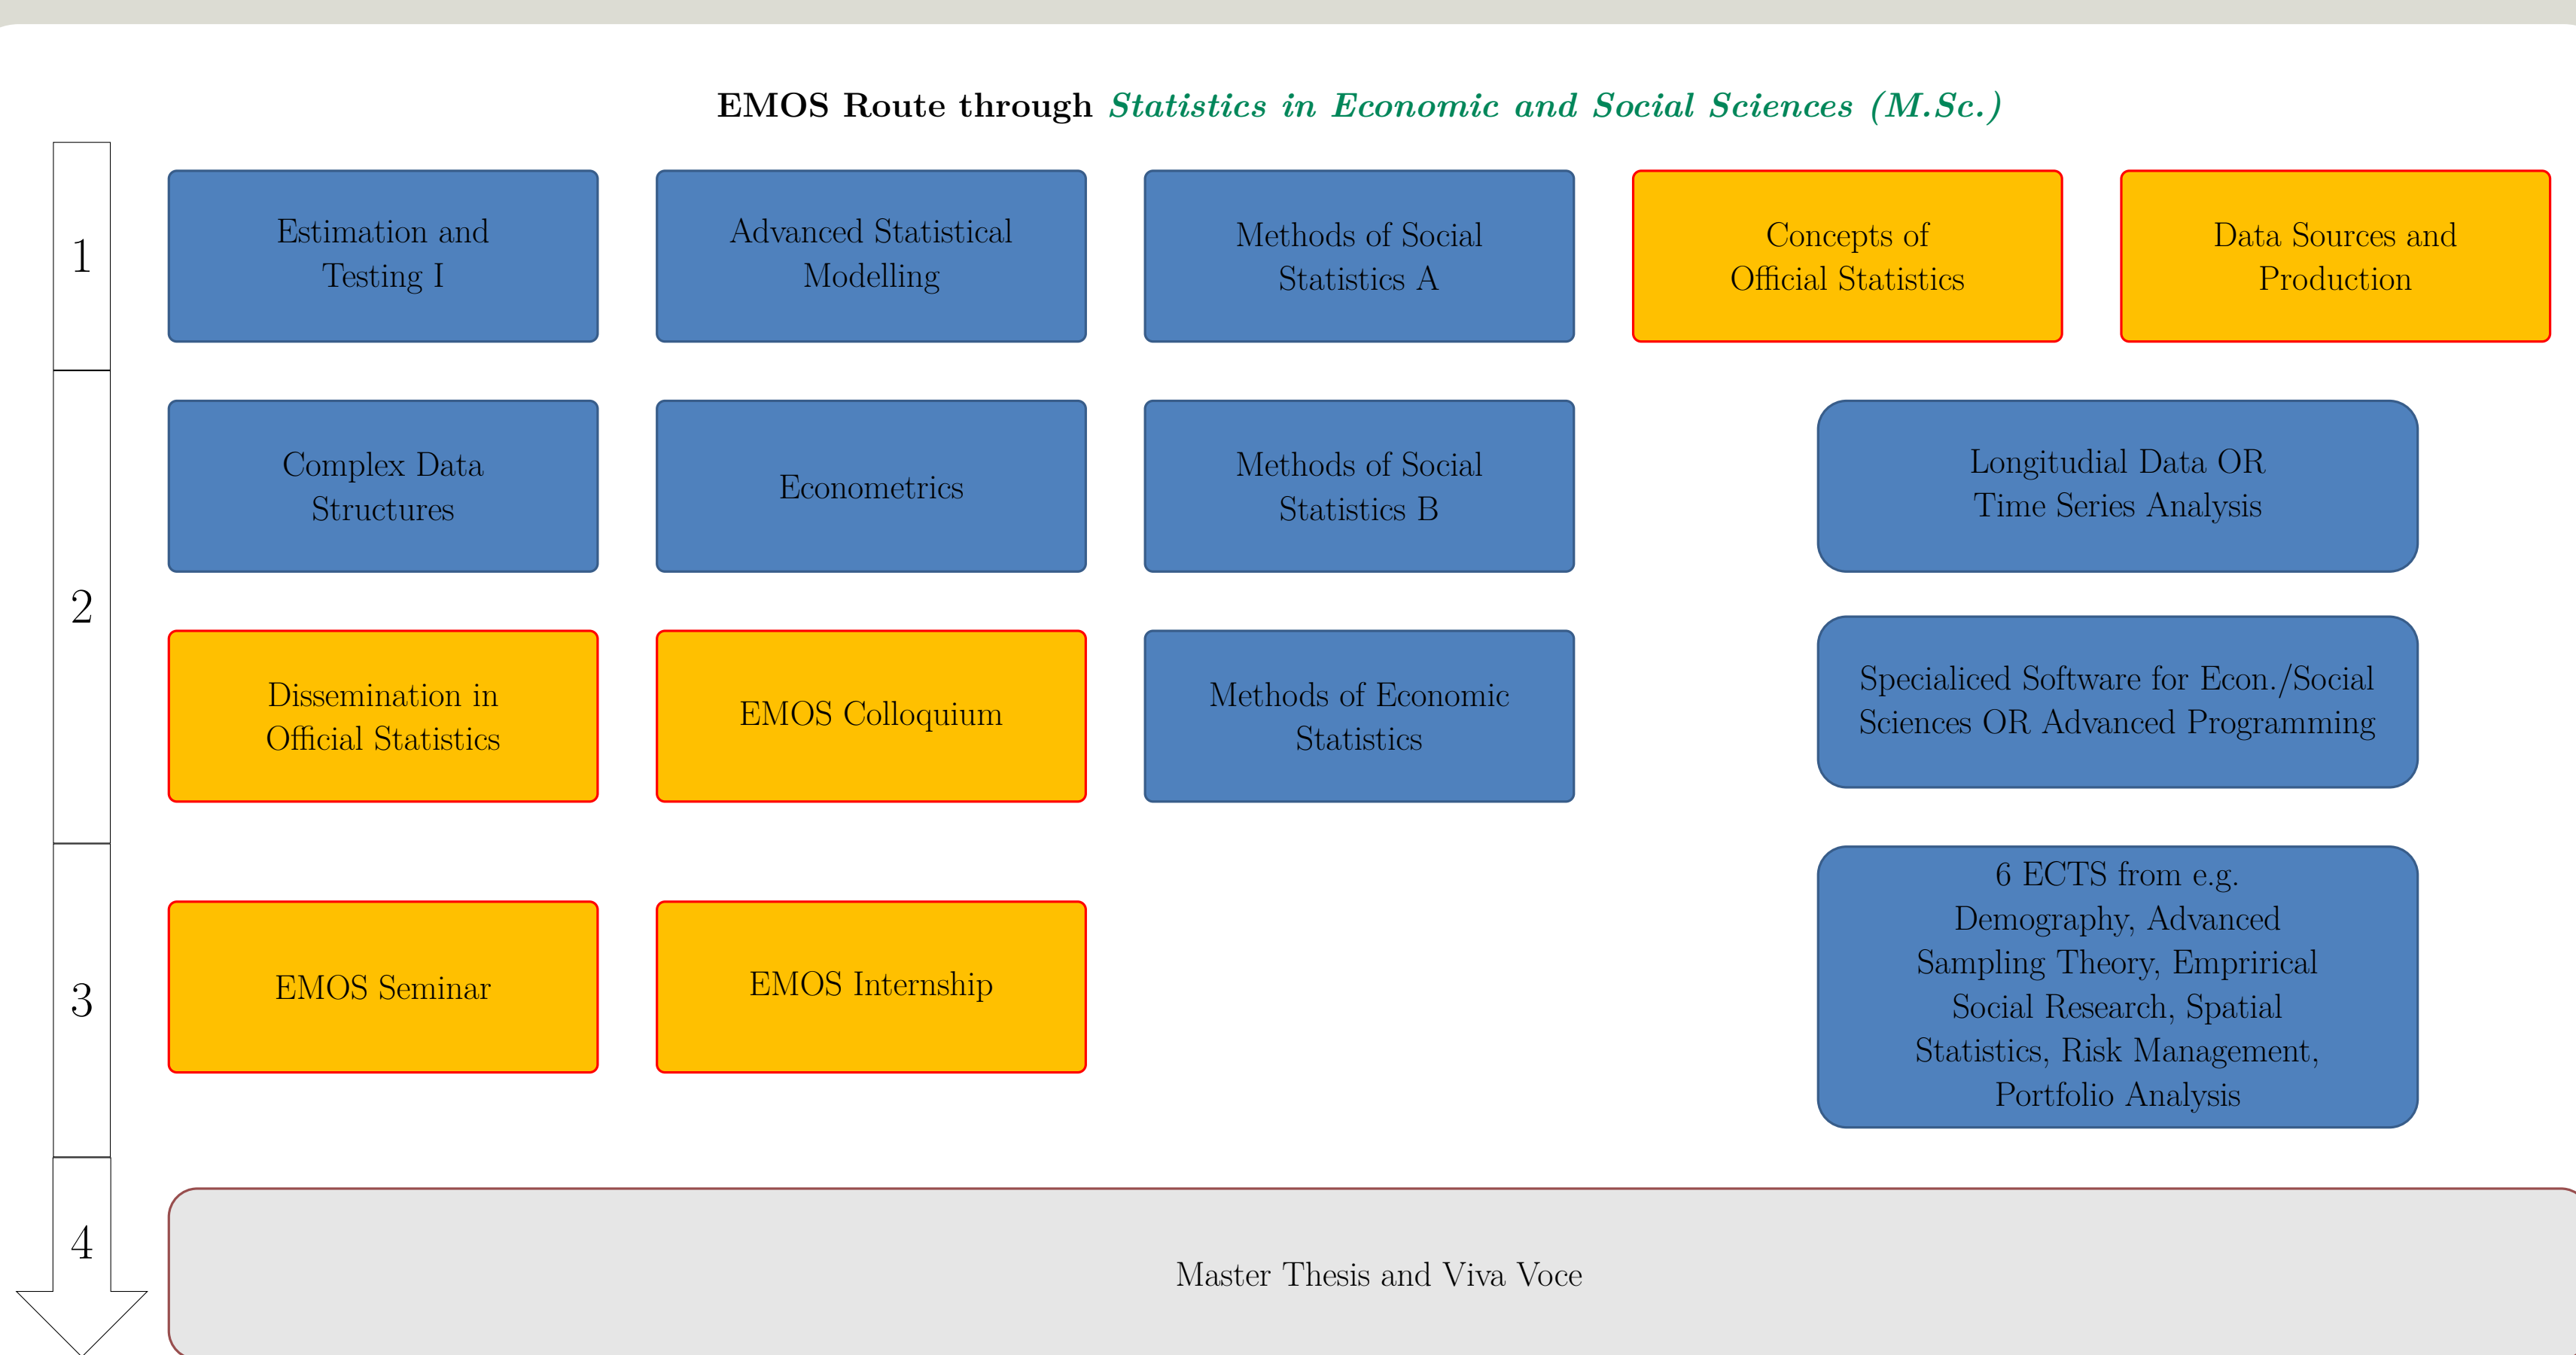 EMOS Route through Statistics in Economic and Social Sciences (M.Sc.)
1
Estimation and
Testing I
Advanced Statistical
Modelling
Methods of Social
Statistics A
Concepts of
Official Statistics
Data Sources and
Production
2
Complex Data
Structures
Econometrics
Methods of Social
Statistics B
Longitudial Data OR
Time Series Analysis
Dissemination in
Official Statistics
EMOS Colloquium
Methods of Economic
Statistics
Specialiced Software for Econ./Social
Sciences OR Advanced Programming
3
EMOS Seminar
EMOS Internship
6 ECTS from e.g.
Demography, Advanced
Sampling Theory, Emprirical
Social Research, Spatial
Statistics, Risk Management,
Portfolio Analysis
4
Master Thesis and Viva Voce